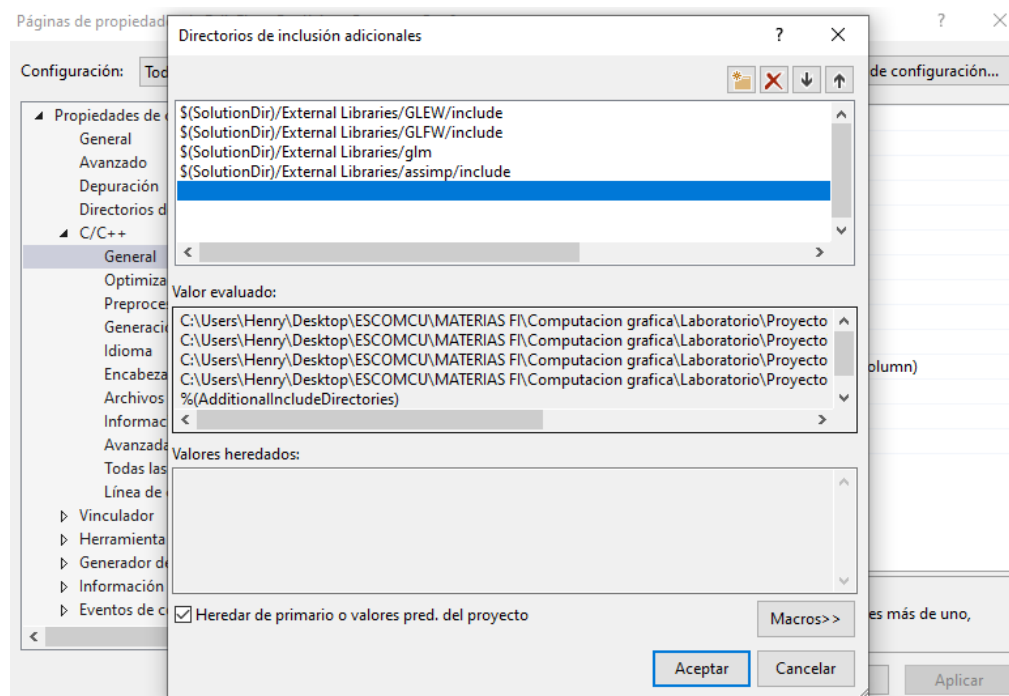 Páginas de propiedad
Directorios de inclusión adicionales
?
?
Configuración:
Tod
de configuración...
Propiedades de
General
Avanzado
Depuración
Directorios d
C/C++
General
Optimiza
Preproce
Generaci
Idioma
Encabeza
Archivos
Informac
Avanzada
Todas las
Línea de
Vinculador
Herramienta
Generador de
Información
Eventos de c
$(SolutionDir)/External Libraries/GLEW/include
$(SolutionDir)/External Libraries/GLFW/include
$(SolutionDir)/External Libraries/glm
$(SolutionDir)/External Libraries/assimp/include
Valor evaluado:
C:\Users\Henry\Desktop\ESCOMCU\MATERIAS FI\Computacion grafica\Laboratorio\Proyecto
C:\Users\Henry\Desktop\ESCOMCU\MATERIAS FI\Computacion grafica\Laboratorio\Proyecto
C:\Users\Henry\Desktop\ESCOMCU\MATERIAS FI\Computacion grafica\Laboratorio\Proyecto
C:\Users\Henry\Desktop\ESCOMCU\MATERIAS FI\Computacion grafica\Laboratorio\Proyecto
%(AdditionalIncludeDirectories)
olumn)
Valores heredados:
Heredar de primario o valores pred. del proyecto
Macros>>
es más de uno,
Aceptar
Cancelar
Aplicar